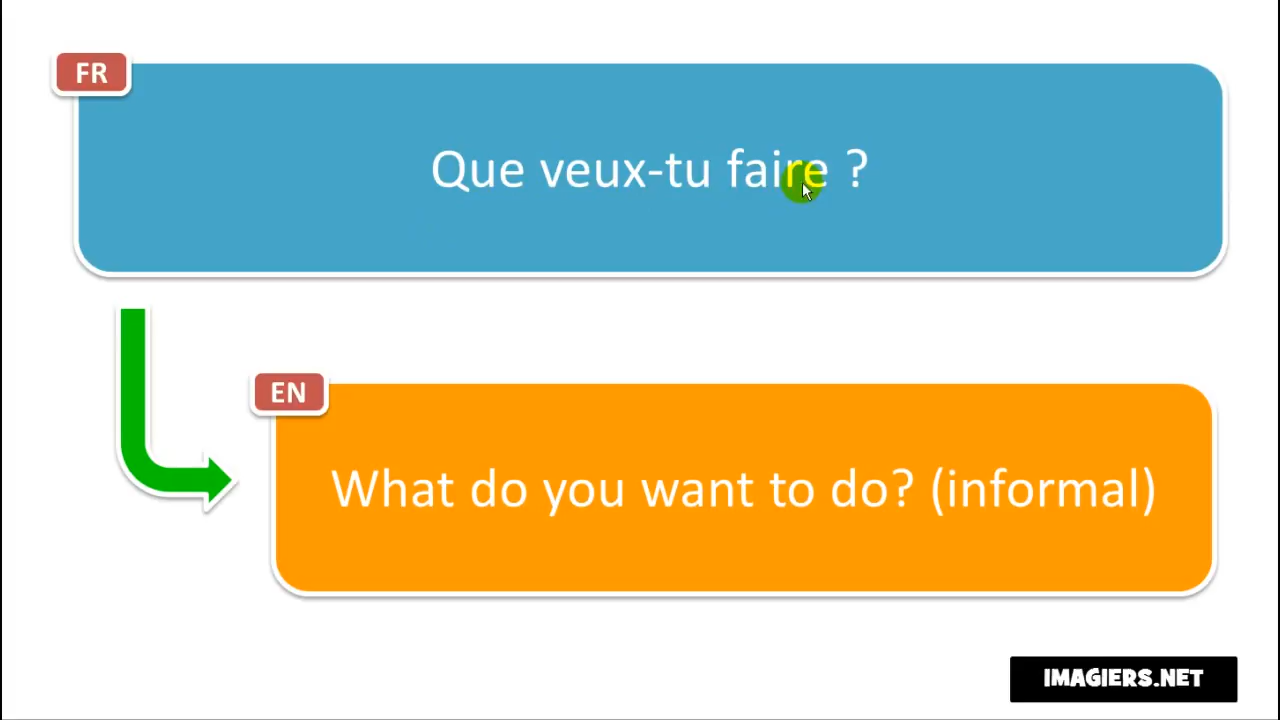 FR
Que veux-tu faire ?
EN
What do you want to do? (informal)
IMAGIERS.NET